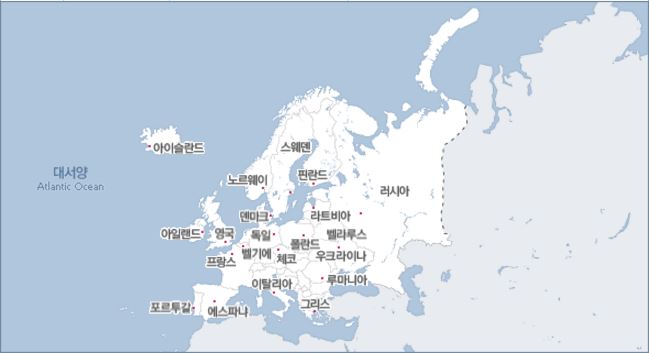 아이슬란드
스웨덴
대서양
Atlantic Ocean
노르웨이
핀란드
러시아
덴마크
라트비아
아일랜드
영국
독일
벨라루스
폴란드
벨기에
체코
우크라이나
프랑스
루마니아
이탈리아
포르투갈
에스파냐
그리스